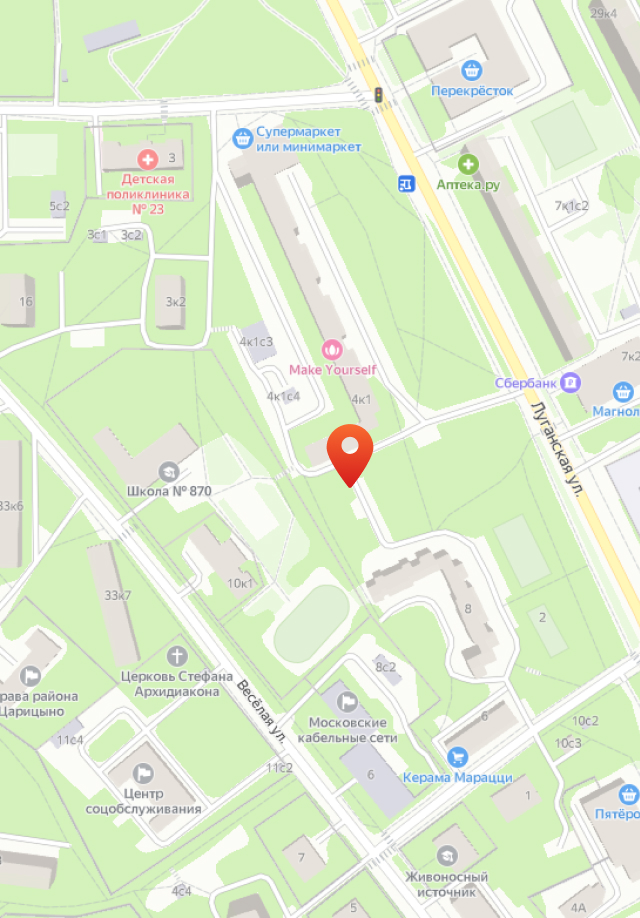 29к4
Перекрёсток
Супермаркет
или минимаркет
3
Детская
поликлиника
№ 23
Аптека.ру
5с2
7к1с2
3с1
3с2
16
3к2
4к1с3
Make Yourself
7к2
Сбербанк
4к1с4
4к1
Магнол
Луганская ул.
Школа № 870
33к6
10к1
33к7
8
2
Церковь Стефана
Архидиакона
8с2
рава района
Царицыно
Весёлая ул.
Московские
кабельные сети
6
10с2
11с4
10с3
11с2
6
Керама Марацци
Центр
соцобслуживания
1
Пятёро
7
Живоносный
источник
4с4
5
4А
3